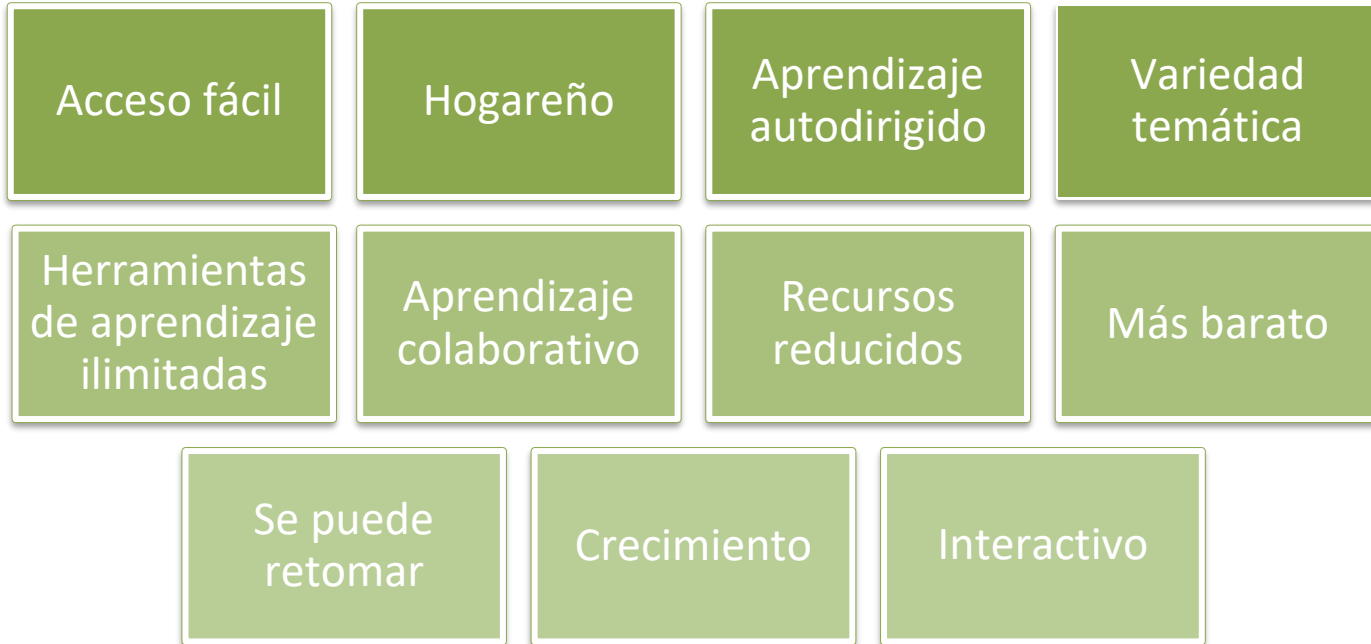 Acceso fácil
Hogareño
Aprendizaje
autodirigido
Variedad
temática
Herramientas
de aprendizaje
ilimitadas
Aprendizaje
colaborativo
Recursos
reducidos
Más barato
Se puede
retomar
Crecimiento
Interactivo